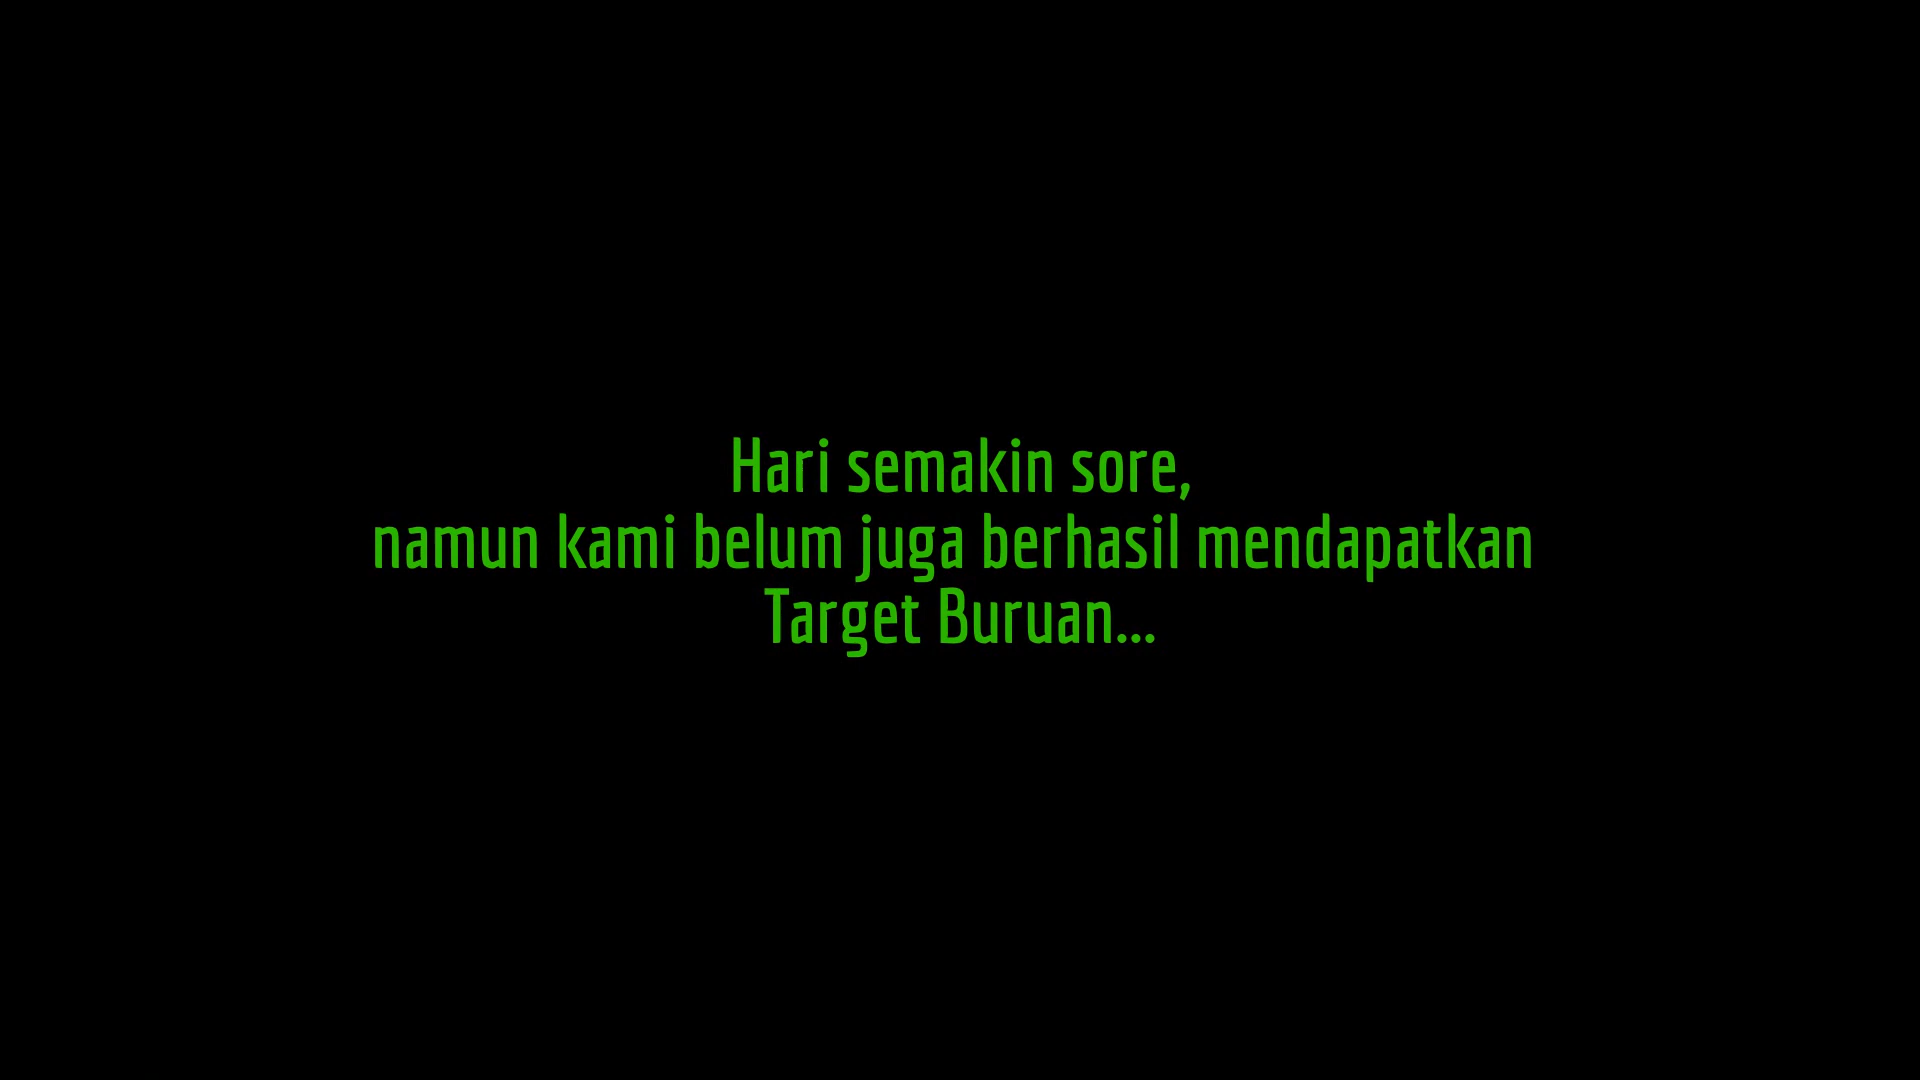 Hari semakin sore,
namun kami belum juga berhasil mendapatkan
Target Buruan...